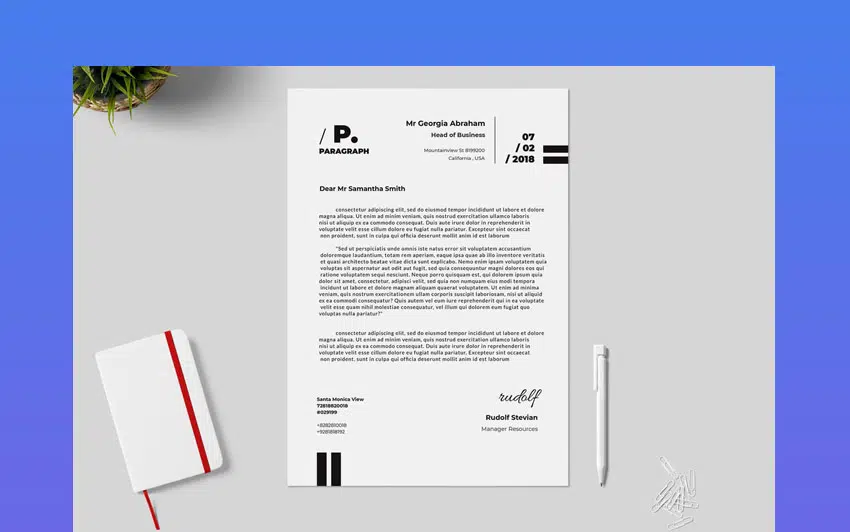 / P.
PARAGRAPH
Mr Georgia Abraham
Head of Business
Mountainview St 8199200
California , USA
07
/ 02
/ 2018
Dear Mr Samantha Smith
consectetur adipiscing elit, sed do eiusmod tempor incididunt ut labore et dolore
magna aliqua. Ut enim ad minim veniam, quis nostrud exercitation ullamco laboris
nisi ut aliquip ex ea commodo consequat. Duis aute irure dolor in reprehenderit in
voluptate velit esse cillum dolore eu fugiat nulla pariatur. Excepteur sint occaecat
non proident, sunt in culpa qui officia deserunt mollit anim id est laborum
"Sed ut perspiciatis unde omnis iste natus error sit voluptatem accusantium
doloremque laudantium, totam rem aperiam, eaque ipsa quae ab illo inventore veritatis
et quasi architecto beatae vitae dicta sunt explicabo. Nemo enim ipsam voluptatem quia
voluptas sit aspernatur aut odit aut fugit, sed quia consequuntur magni dolores eos qui
ratione voluptatem sequi nesciunt. Neque porro quisquam est, qui dolorem ipsum quia
dolor sit amet, consectetur, adipisci velit, sed quia non numquam eius modi tempora
incidunt ut labore et dolore magnam aliquam quaerat voluptatem. Ut enim ad minima
veniam, quis nostrum exercitationem ullam corporis suscipit laboriosam, nisi ut aliquid
ex ea commodi consequatur? Quis autem vel eum iure reprehenderit qui in ea voluptate
velit esse quam nihil molestiae consequatur, vel illum qui dolorem eum fugiat quo
voluptas nulla pariatur?"
consectetur adipiscing elit, sed do eiusmod tempor incididunt ut labore et dolore
magna aliqua. Ut enim ad minim veniam, quis nostrud exercitation ullamco laboris
nisi ut aliquip ex ea commodo consequat. Duis aute irure dolor in reprehenderit in
voluptate velit esse cillum dolore eu fugiat nulla pariatur. Excepteur sint occaecat
non proident, sunt in culpa qui officia deserunt mollit anim id est laborum
Santa Monica View
72818820018
#029199
+8282810018
+9281818192
rudolf
Rudolf Stevian
Manager Resources